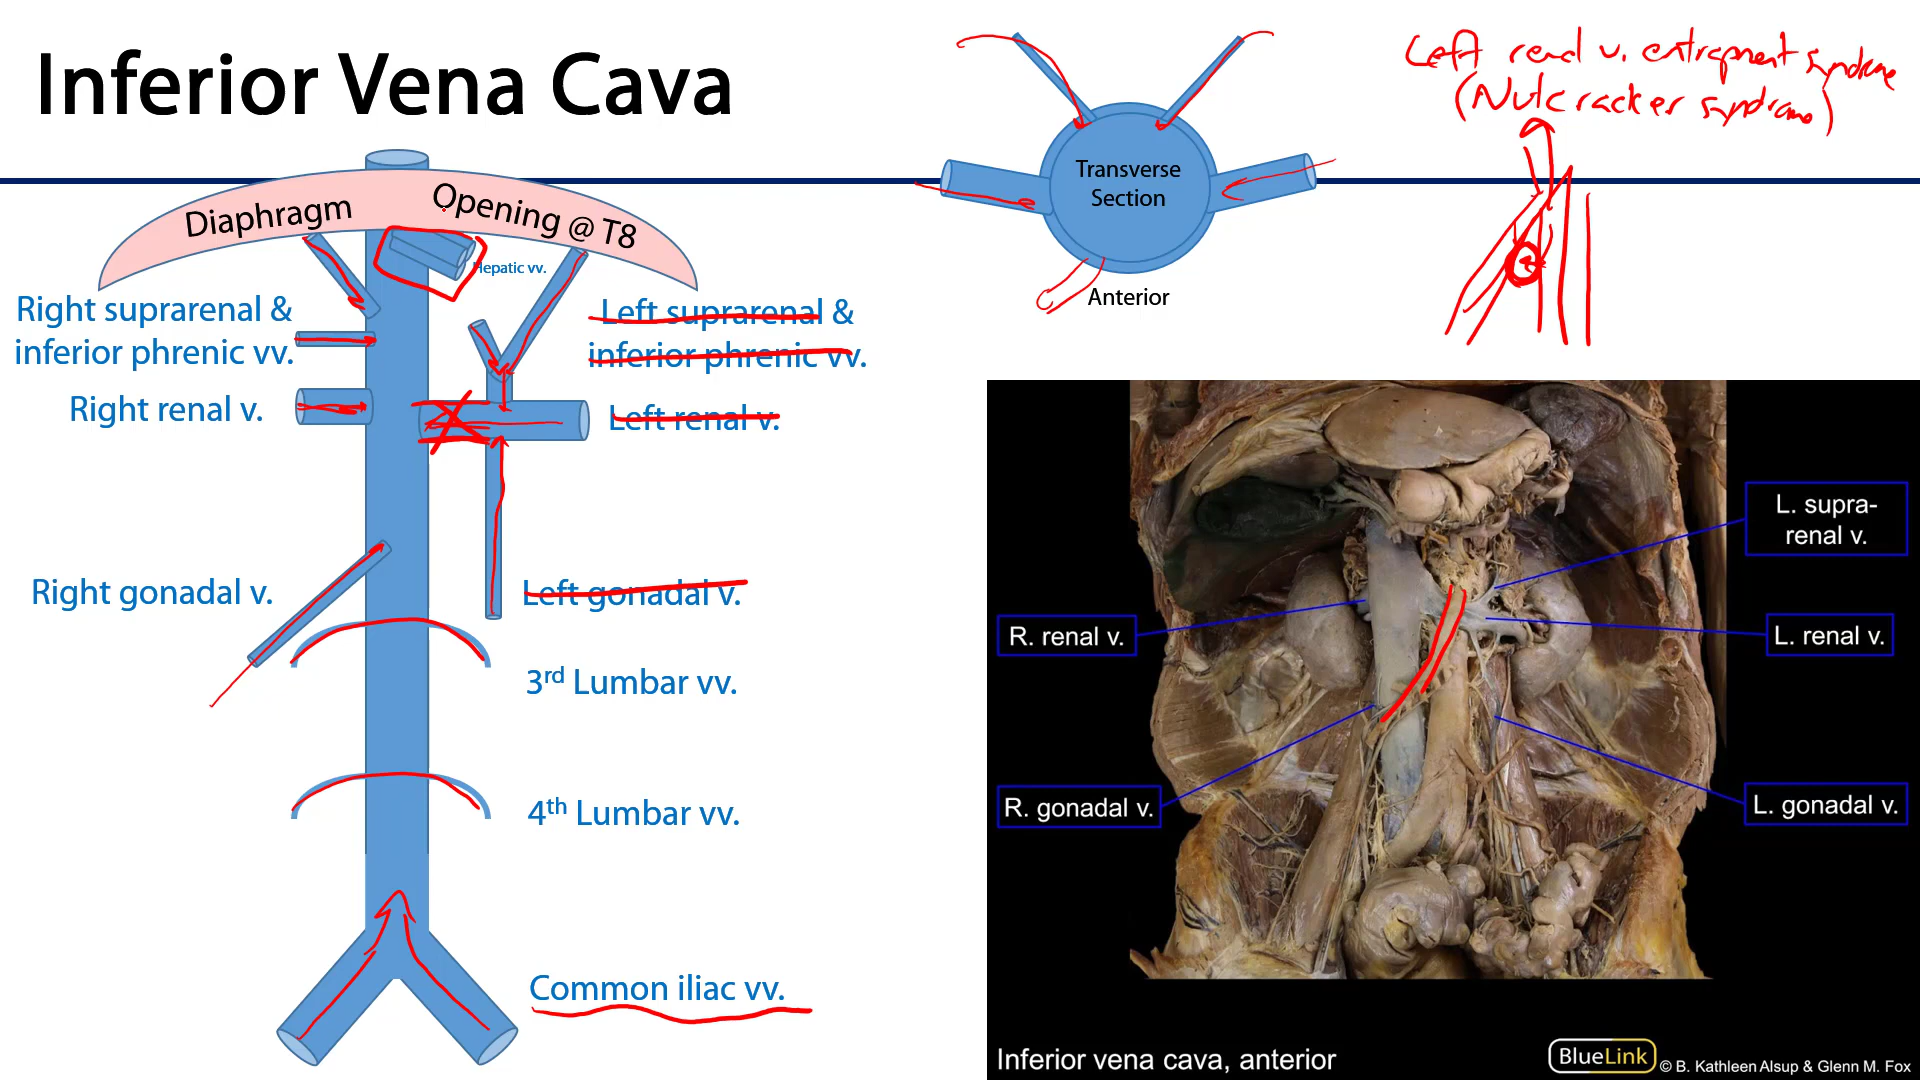 Inferior Vena Cava
Left renal v. entrapment syndrome
(Nutcracker syndrome)
Transverse
Section
Anterior
Diaphragm
Opening @ T8
Hepatic vv.
Right suprarenal &
inferior phrenic vv.
Left suprarenal &
inferior phrenic vv.
Right renal v.
Left renal v.
Right gonadal v.
Left gonadal v.
3rd Lumbar vv.
4th Lumbar vv.
Common iliac vv.
L. supra-
renal v.
R. renal v.
L. renal v.
R. gonadal v.
L. gonadal v.
Inferior vena cava, anterior
BlueLink
© B. Kathleen Alsup & Glenn M. Fox